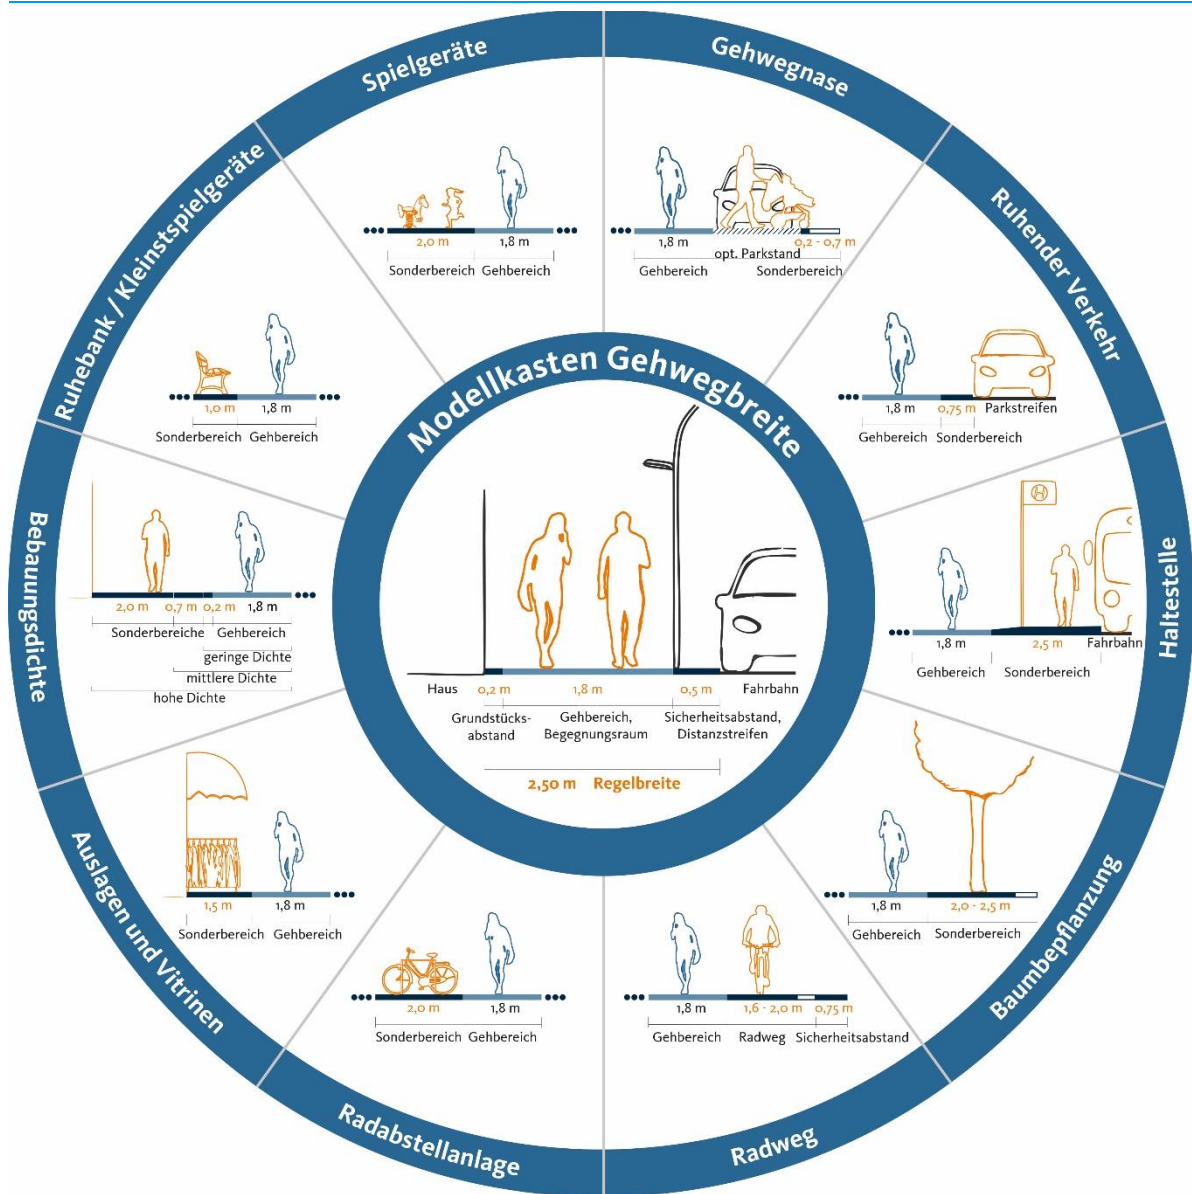 Modellkasten Gehwegbreite
Haus
0,2 m
1,8 m
0,5 m
Fahrbahn
Grundstücks-
abstand
Gehbereich,
Begegnungsraum
Sicherheitsabstand,
Distanzstreifen
2,50 m Regelbreite
Gehwegnase
1,8 m
opt. Parkstand
0,2 - 0,7 m
Gehbereich
Sonderbereich
Ruhender Verkehr
1,8 m
0,75 m
Parkstreifen
Gehbereich
Sonderbereich
Haltestelle
H
1,8 m
2,5 m
Fahrbahn
Gehbereich
Sonderbereich
Baumbepflanzung
1,8 m
2,0 - 2,5 m
Gehbereich
Sonderbereich
Radweg
1,8 m
1,6 - 2,0 m
0,75 m
Gehbereich
Radweg
Sicherheitsabstand
Radabstellanlage
2,0 m
1,8 m
Sonderbereich
Gehbereich
Auslagen und Vitrinen
1,5 m
1,8 m
Sonderbereich
Gehbereich
Bebauungsdichte
2,0 m
0,7 m
0,2 m
1,8 m
Sonderbereiche
Gehbereich
geringe Dichte
mittlere Dichte
hohe Dichte
Ruhebank / Kleinstspielgeräte
1,0 m
1,8 m
Sonderbereich
Gehbereich
Spielgeräte
2,0 m
1,8 m
Sonderbereich
Gehbereich